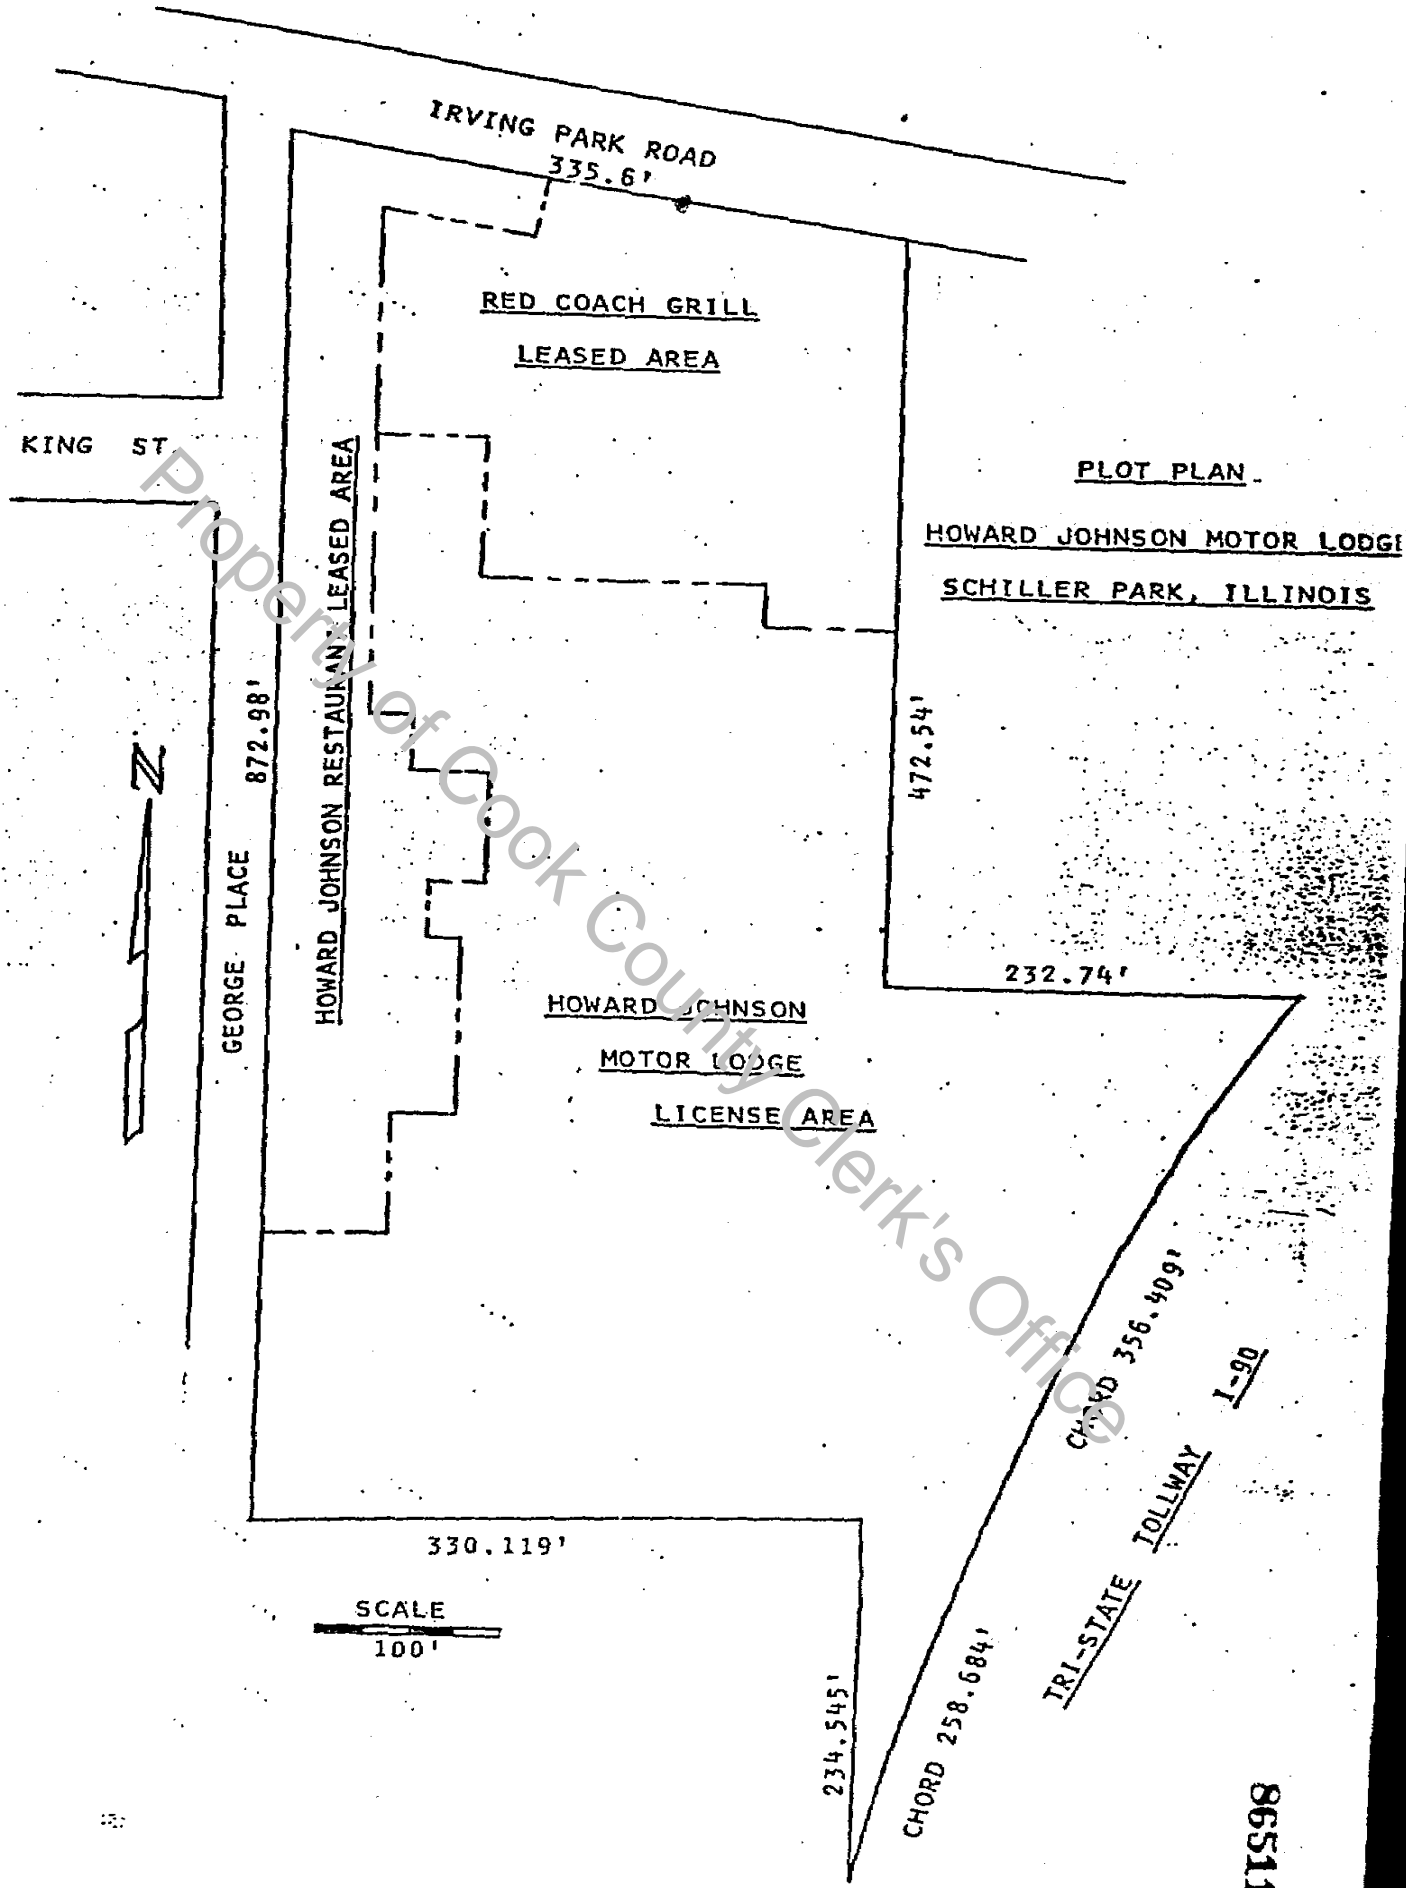 IRVING PARK ROAD
335.6'
RED COACH GRILL
LEASED AREA
KING ST.
PLOT PLAN
HOWARD JOHNSON MOTOR LODGE
SCHILLER PARK, ILLINOIS
HOWARD JOHNSON RESTAURANT LEASED AREA
872.98'
472.54'
N
GEORGE PLACE
232.74'
HOWARD JOHNSON
MOTOR LODGE
LICENSE AREA
CHORD 356.409'
I-90
TRI-STATE TOLLWAY
330.119'
SCALE
100'
234.545'
CHORD 258.684'
86511
Property of Cook County Clerk's Office